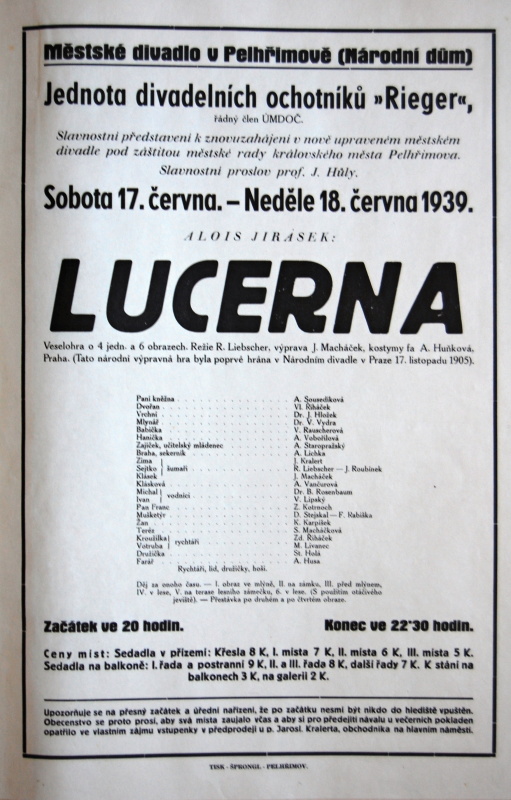 Městské divadlo v Pelhřimově (Národní dům)
Jednota divadelních ochotníků »Rieger«,
řádný člen ÚMDOČ.
Slavnostní představení k znovuzahájení v nově upraveném městském
divadle pod záštitou městské rady královského města Pelhřimova.
Slavnostní proslov prof. J. Hůly.
Sobota 17. června. – Neděle 18. června 1939.
ALOIS JIRÁSEK:
LUCERNA
Veselohra o 4 jedn. a 6 obrazech. Režie R. Liebscher, výprava J. Macháček, kostymy fa A. Huňková,
Praha. (Tato národní výpravná hra byla poprvé hrána v Národním divadle v Praze 17. listopadu 1905).
Paní kněžna . . . A. Sousedíková
Dvořan . . . Vl. Řiháček
Vrchní . . . Dr. J. Hložek
Mlynář . . . Dr. V. Vydra
Babička . . . V. Rauscherová
Hanička . . . A. Vobořilová
Zajíček, učitelský mládenec . . . A. Staropražský
Braha, sekerník . . . A. Lichka
Zima . . . J. Kralert
Sejtko } šumaři . . . R. Liebscher — J. Roubínek
Klásek . . . J. Macháček
Klásková . . . A. Vančurová
Michal } vodníci . . . Dr. B. Rosenbaum
Ivan . . . V. Lipský
Pan Franc . . . Z. Kotrnoch
Mušketýr . . . D. Stejskal — F. Rabiška
Žan . . . K. Karpíšek
Teréz . . . S. Macháčková
Kroužilka } rychtáři . . . Zd. Řiháček
Votruba . . . M. Livanec
Družička . . . St. Holá
Farář . . . A. Husa
Rychtáři, lid, družičky, hoši.
Děj za onoho času. — I. obraz ve mlýně, II. na zámku, III. před mlýnem,
IV. v lese, V. na terase lesního zámečku, 6. v lese. (S použitím otáčivého
jeviště). — Přestávka po druhém a po čtvrtém obraze.
Začátek ve 20 hodin. Konec ve 22·30 hodin.
Ceny míst: Sedadla v přízemí: Křesla 8 K, I. místa 7 K, II. místa 6 K, III. místa 5 K.
Sedadla na balkoně: I. řada a postranní 9 K, II. a III. řada 8 K, další řady 7 K. K stání na
balkonech 3 K, na galerii 2 K.
Upozorňuje se na přesný začátek a úřední nařízení, že po začátku nesmí být nikdo do hlediště vpuštěn.
Obecenstvo se proto prosí, aby svá místa zaujalo včas a aby si pro předejití návalu u večerních pokladen
opatřilo ve vlastním zájmu vstupenky v předprodeji u p. Jarosl. Kralerta, obchodníka na hlavním náměstí.
TISK - ŠPRONGL - PELHŘIMOV.